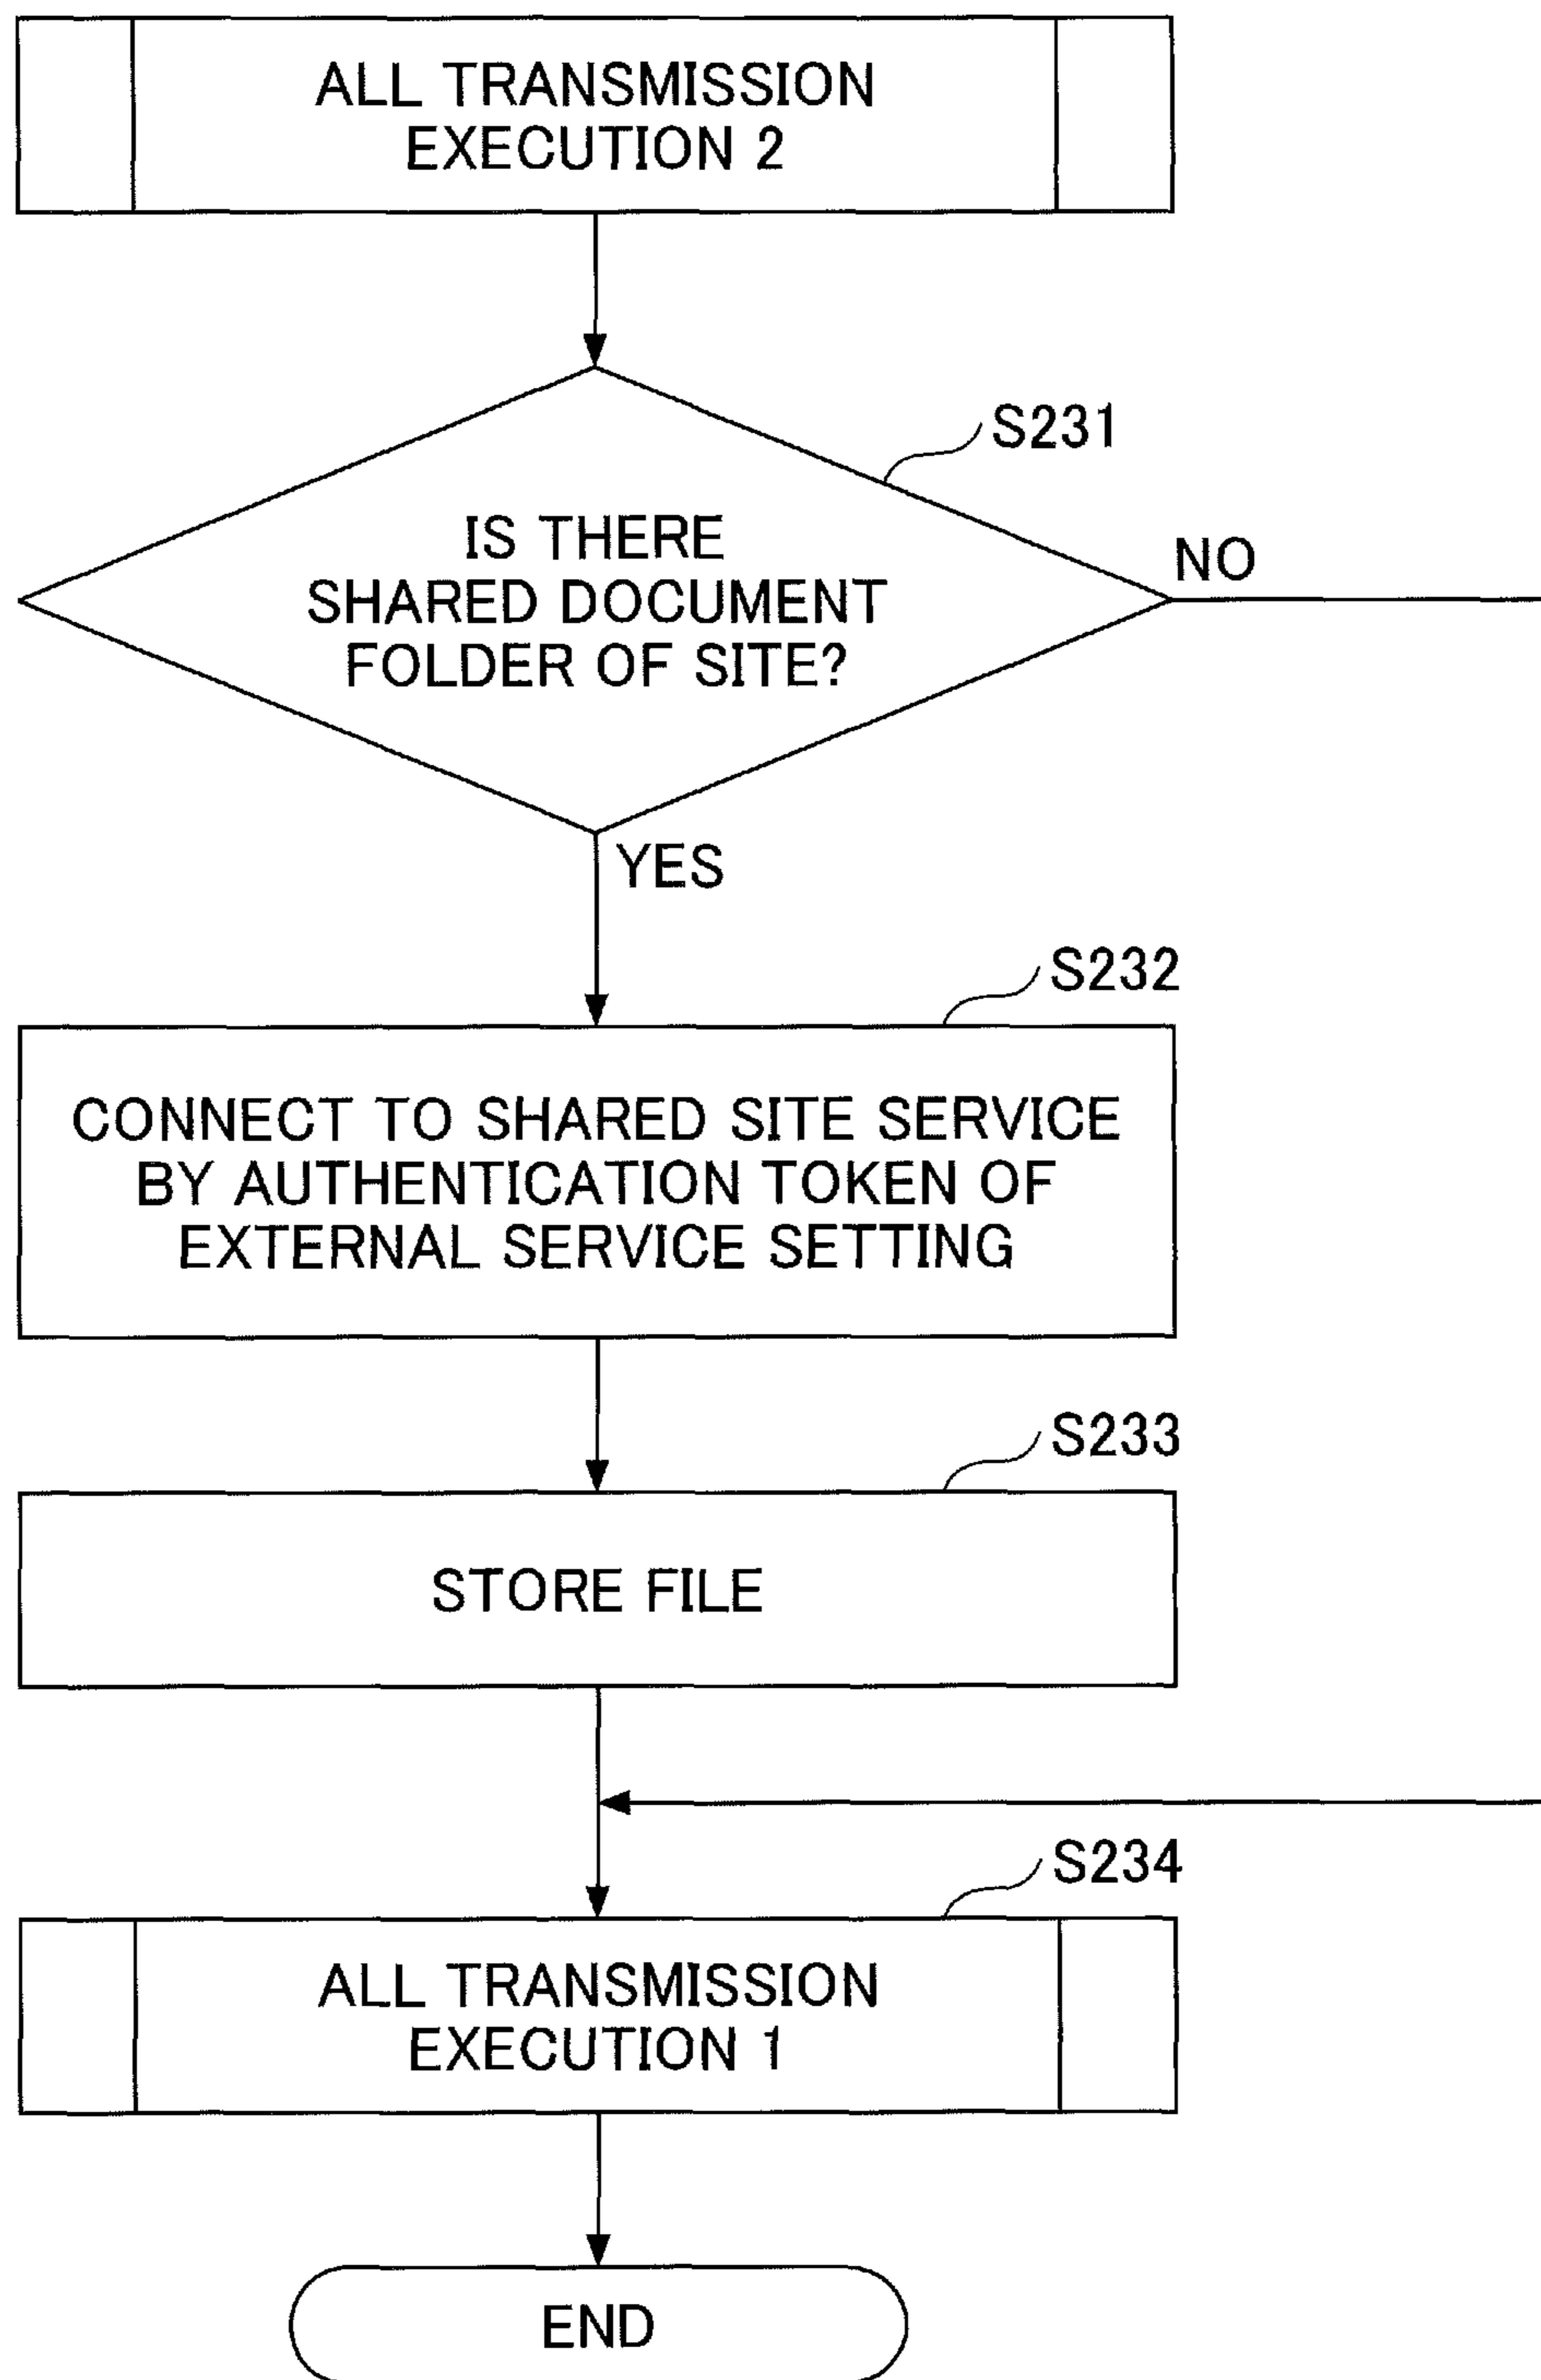 ALL TRANSMISSION
EXECUTION 2
S231
IS THERE
SHARED DOCUMENT
FOLDER OF SITE?
NO
YES
S232
CONNECT TO SHARED SITE SERVICE
BY AUTHENTICATION TOKEN OF
EXTERNAL SERVICE SETTING
S233
STORE FILE
S234
ALL TRANSMISSION
EXECUTION 1
END